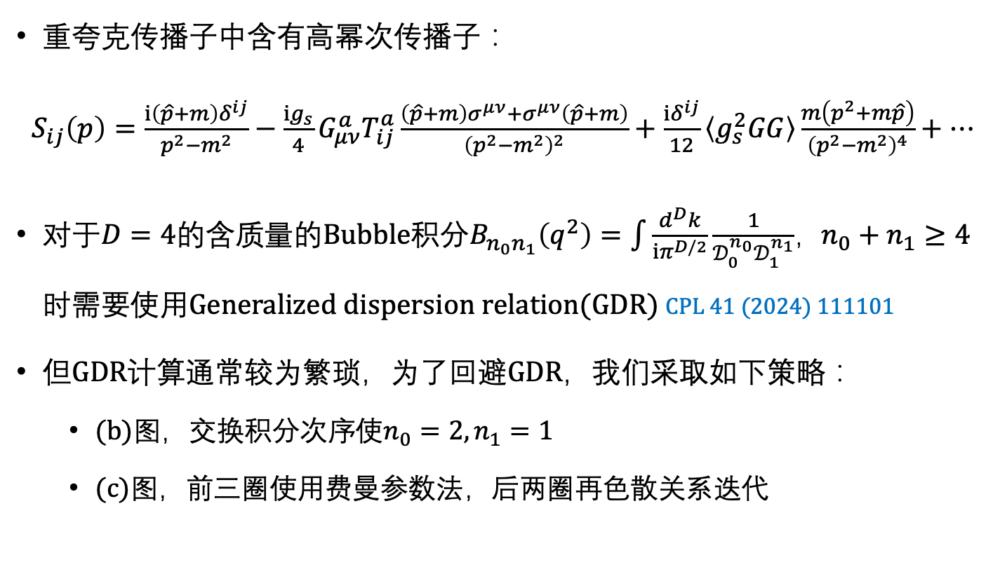 • 重夸克传播子中含有高幂次传播子：
$S_{ij}(p) = \frac{\mathrm{i}(\hat{p}+m)\delta^{ij}}{p^2-m^2} - \frac{\mathrm{i}g_s}{4} G^a_{\mu\nu} T^a_{ij} \frac{(\hat{p}+m)\sigma^{\mu\nu}+\sigma^{\mu\nu}(\hat{p}+m)}{(p^2-m^2)^2} + \frac{\mathrm{i}\delta^{ij}}{12} \langle g_s^2 GG \rangle \frac{m(p^2+m\hat{p})}{(p^2-m^2)^4} + \cdots$
• 对于$D = 4$的含质量的Bubble积分$B_{n_0 n_1}(q^2) = \int \frac{d^D k}{\mathrm{i}\pi^{D/2}} \frac{1}{\mathcal{D}_0^{n_0} \mathcal{D}_1^{n_1}}$，$n_0 + n_1 \geq 4$
时需要使用Generalized dispersion relation(GDR) CPL 41 (2024) 111101
• 但GDR计算通常较为繁琐，为了回避GDR，我们采取如下策略：
• (b)图，交换积分次序使$n_0 = 2, n_1 = 1$
• (c)图，前三圈使用费曼参数法，后两圈再色散关系迭代